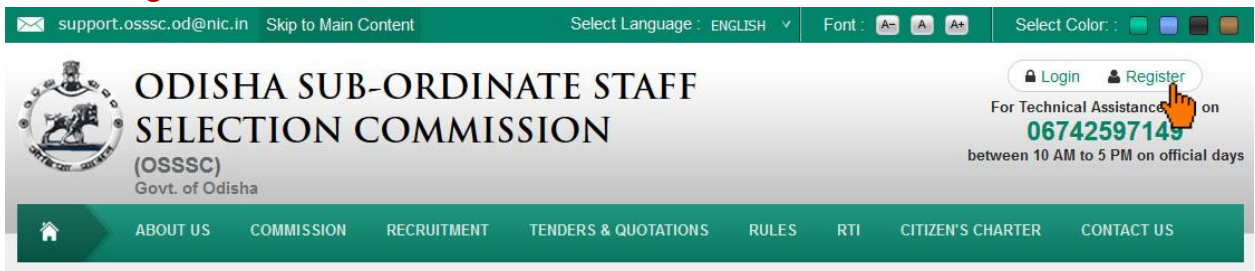 support.osssc.od@nic.in Skip to Main Content Select Language : ENGLISH Font : A- A A+ Select Color: :
ODISHA SUB-ORDINATE STAFF
SELECTION COMMISSION
(OSSSC)
Govt. of Odisha
Login Register
For Technical Assistance on
06742597149
between 10 AM to 5 PM on official days
ABOUT US COMMISSION RECRUITMENT TENDERS & QUOTATIONS RULES RTI CITIZEN'S CHARTER CONTACT US